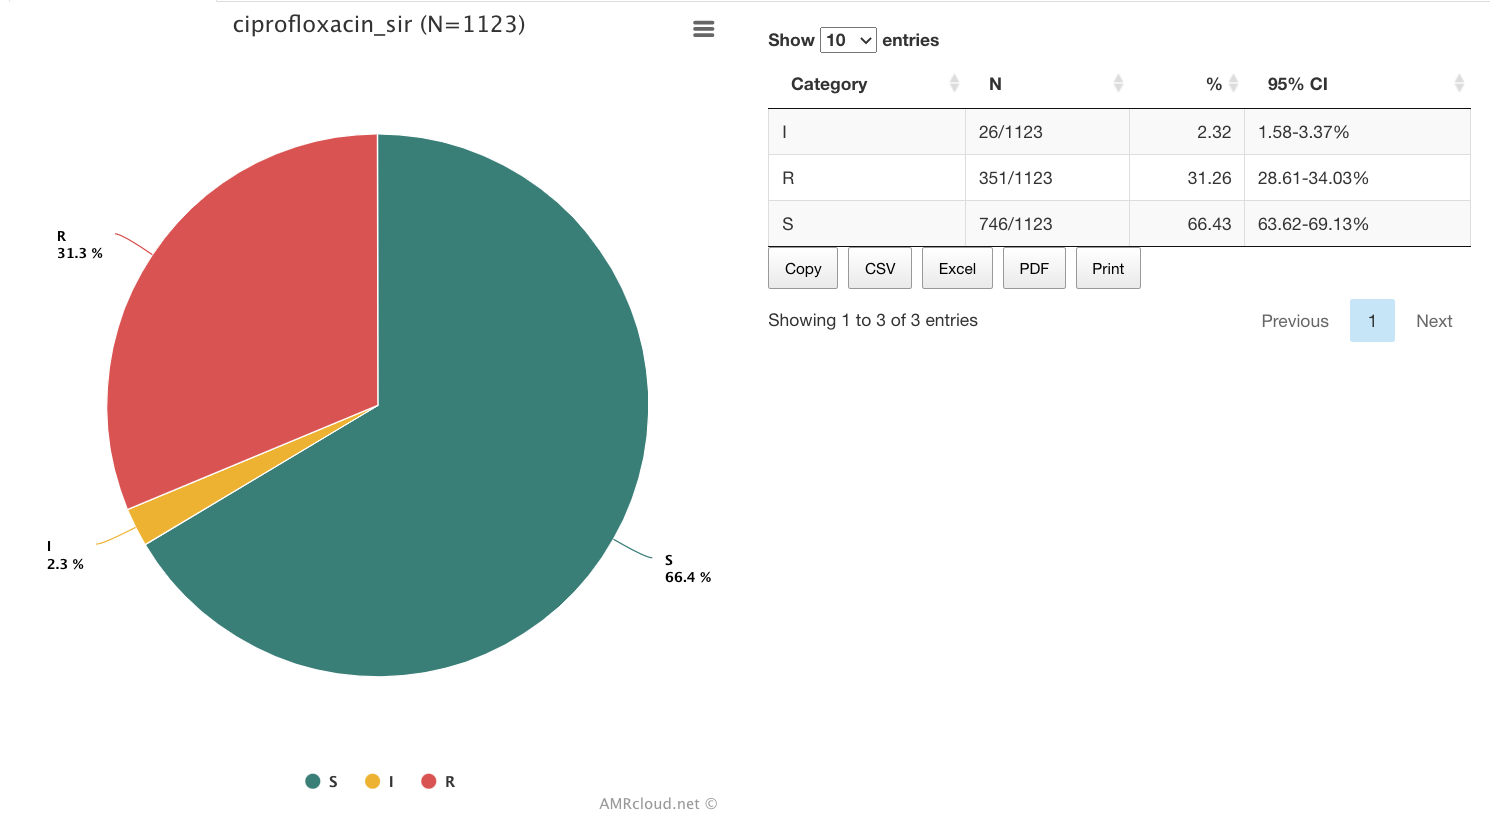 ciprofloxacin_sir (N=1123)
R
31.3 %
I
2.3 %
S
66.4 %
S I R
AMRcloud.net ©
Show 10 entries
Category N % 95% CI
I 26/1123 2.32 1.58-3.37%
R 351/1123 31.26 28.61-34.03%
S 746/1123 66.43 63.62-69.13%
Copy CSV Excel PDF Print
Showing 1 to 3 of 3 entries
Previous 1 Next